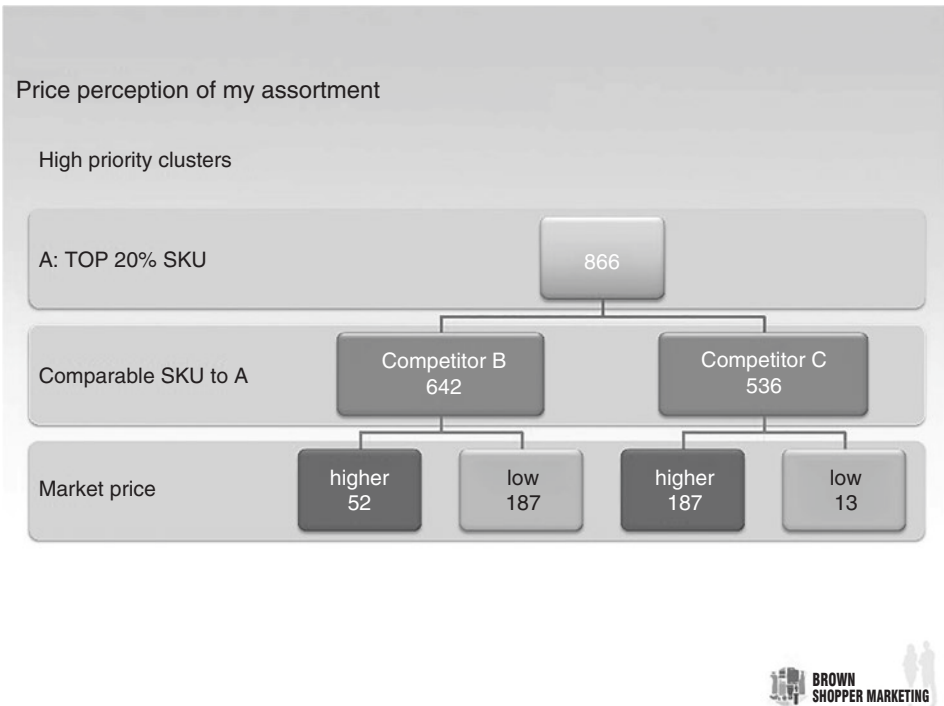 Price perception of my assortment
High priority clusters
A: TOP 20% SKU
866
Comparable SKU to A
Competitor B
642
Competitor C
536
Market price
higher
52
low
187
higher
187
low
13
BROWN
SHOPPER MARKETING